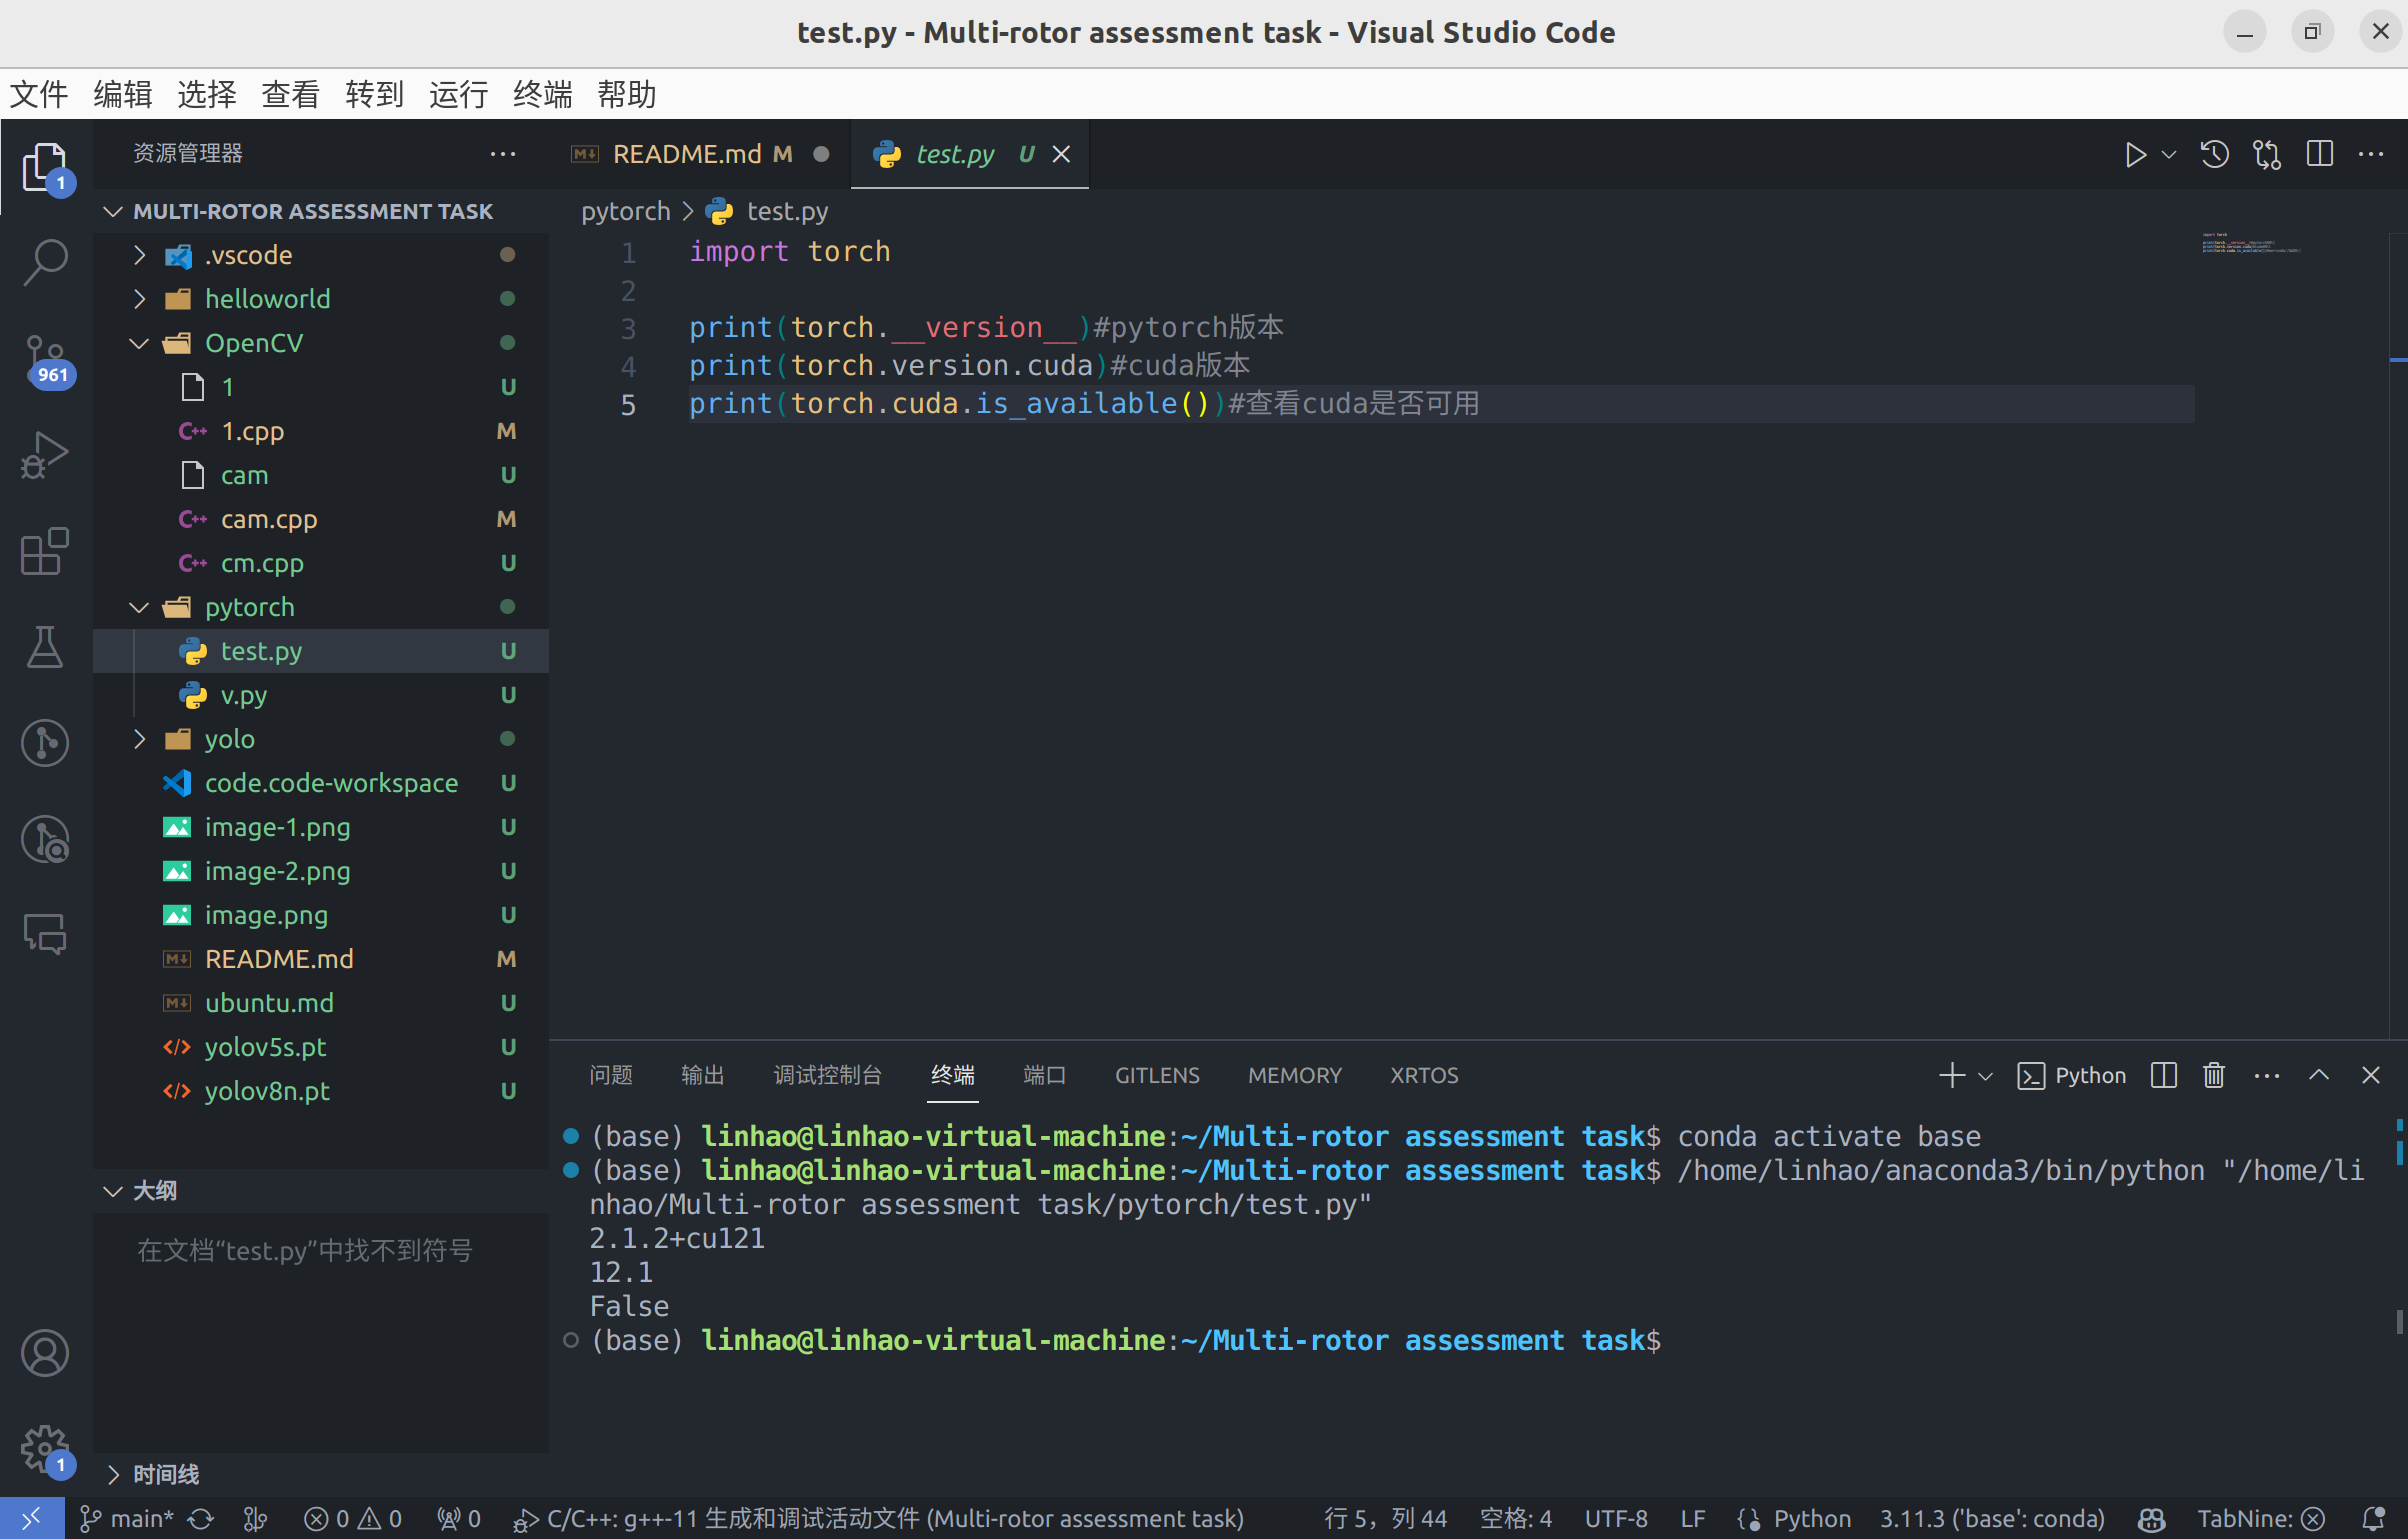 test.py - Multi-rotor assessment task - Visual Studio Code
文件 编辑 选择 查看 转到 运行 终端 帮助
资源管理器
README.md M
test.py U
1
MULTI-ROTOR ASSESSMENT TASK
pytorch > test.py
.vscode
helloworld
OpenCV
961
1 U
1.cpp M
cam U
cam.cpp M
cm.cpp U
pytorch
test.py U
v.py U
yolo
code.code-workspace U
image-1.png U
image-2.png U
image.png U
README.md M
ubuntu.md U
yolov5s.pt U
yolov8n.pt U
大纲
在文档“test.py”中找不到符号
1
时间线
1 import torch
2
3 print(torch.__version__)#pytorch版本
4 print(torch.version.cuda)#cuda版本
5 print(torch.cuda.is_available())#查看cuda是否可用
问题 输出 调试控制台 终端 端口 GITLENS MEMORY XRTOS Python
(base) linhao@linhao-virtual-machine:~/Multi-rotor assessment task$ conda activate base
(base) linhao@linhao-virtual-machine:~/Multi-rotor assessment task$ /home/linhao/anaconda3/bin/python "/home/li
nhao/Multi-rotor assessment task/pytorch/test.py"
2.1.2+cu121
12.1
False
(base) linhao@linhao-virtual-machine:~/Multi-rotor assessment task$
main* 0 0 0 C/C++: g++-11 生成和调试活动文件 (Multi-rotor assessment task) 行 5，列 44 空格: 4 UTF-8 LF Python 3.11.3 ('base': conda) TabNine: